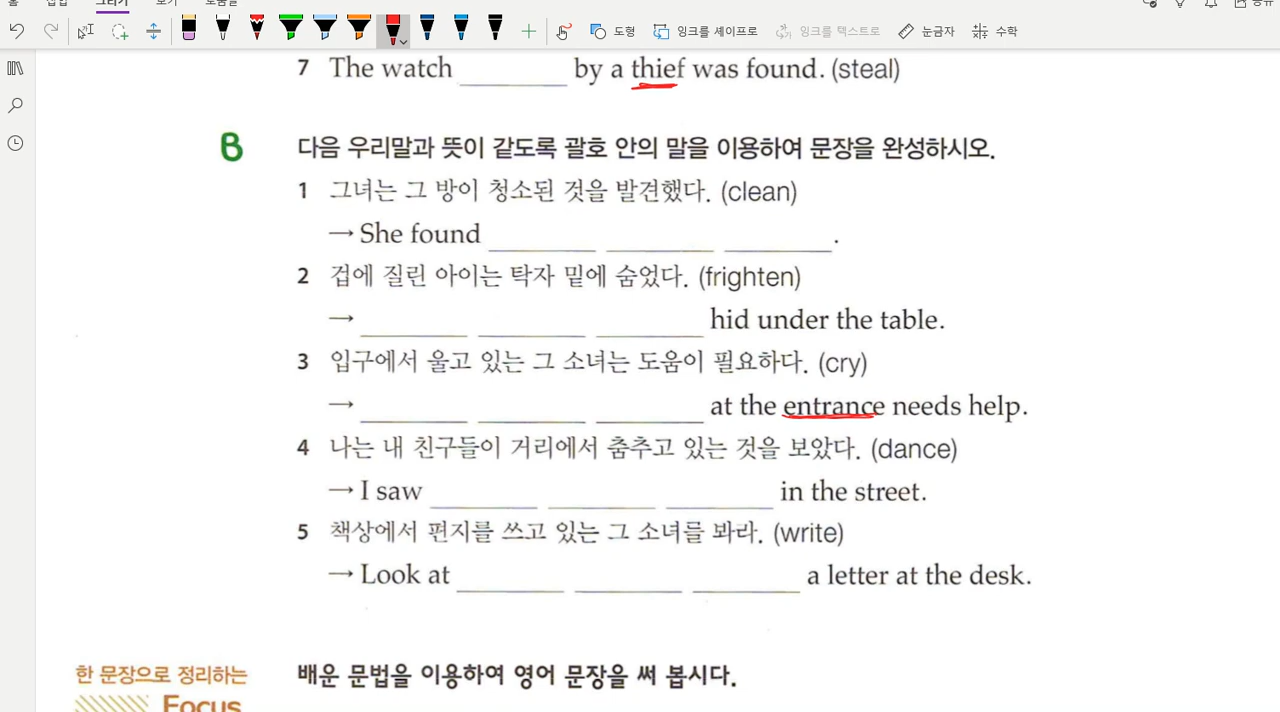 도형
잉크를 셰이프로
잉크를 텍스트로
눈금자
수학
7 The watch ________ by a thief was found. (steal)
B 다음 우리말과 뜻이 같도록 괄호 안의 말을 이용하여 문장을 완성하시오.
1 그녀는 그 방이 청소된 것을 발견했다. (clean)
→ She found ________ ________ ________.
2 겁에 질린 아이는 탁자 밑에 숨었다. (frighten)
→ ________ ________ ________ hid under the table.
3 입구에서 울고 있는 그 소녀는 도움이 필요하다. (cry)
→ ________ ________ ________ at the entrance needs help.
4 나는 내 친구들이 거리에서 춤추고 있는 것을 보았다. (dance)
→ I saw ________ ________ ________ in the street.
5 책상에서 편지를 쓰고 있는 그 소녀를 봐라. (write)
→ Look at ________ ________ ________ a letter at the desk.
한 문장으로 정리하는 배운 문법을 이용하여 영어 문장을 써 봅시다.
Focus